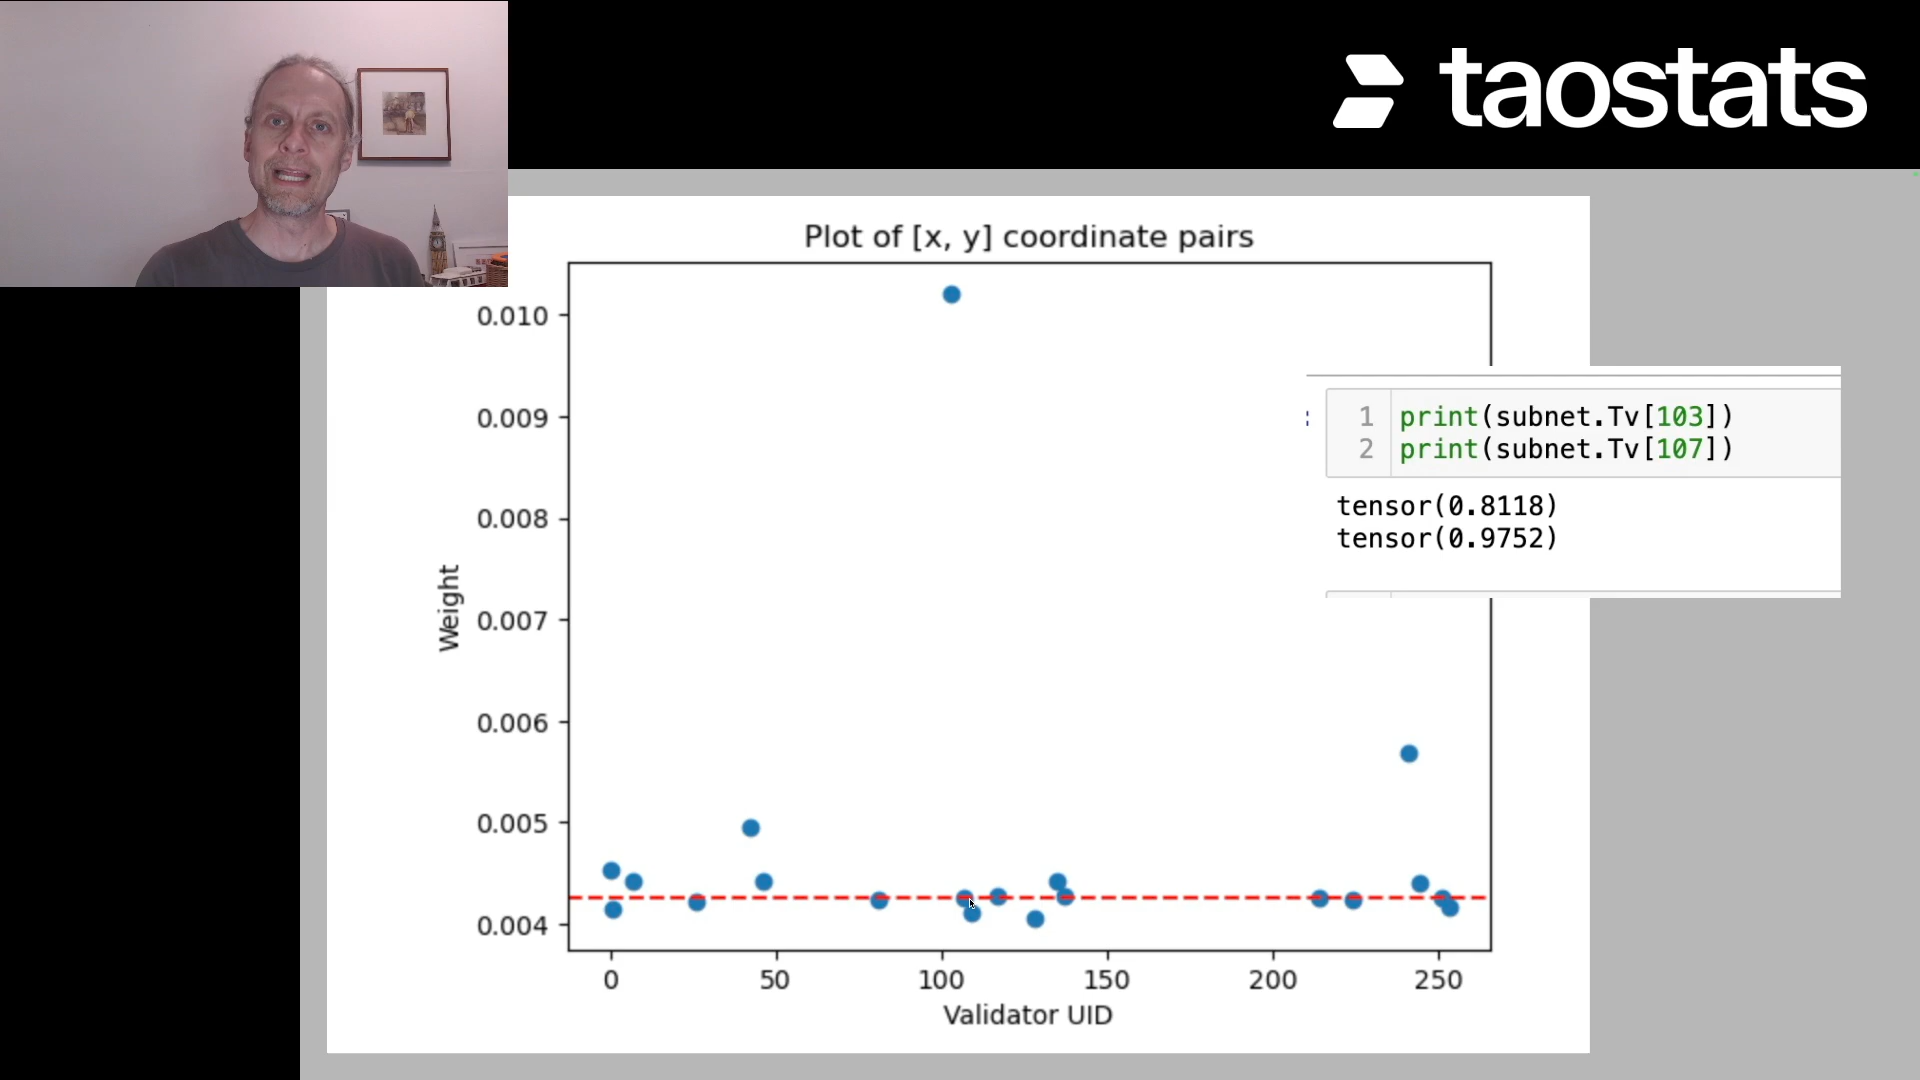 taostats
Plot of [x, y] coordinate pairs
0.010
0.009
0.008
0.007
0.006
0.005
0.004
Weight
0
50
100
150
200
250
Validator UID
1 print(subnet.Tv[103])
2 print(subnet.Tv[107])
tensor(0.8118)
tensor(0.9752)